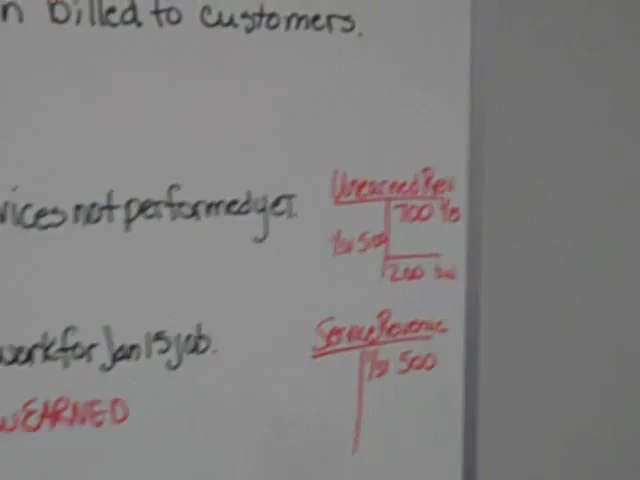 n billed to customers.
vices not performed yet.
Unearned Rev
700
500
200
work for Jan 15 job.
Service Revenue
500
EARNED